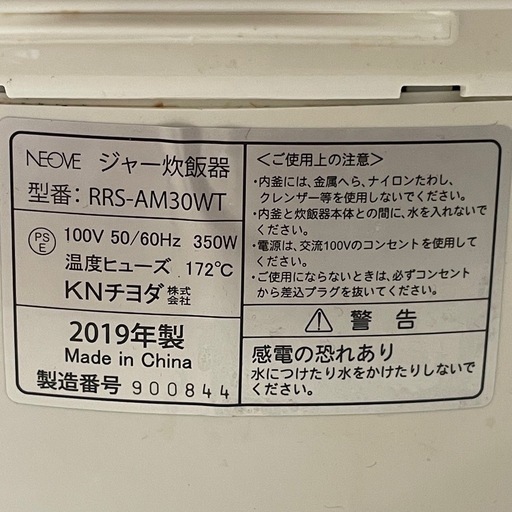 NEOVE ジャー炊飯器
型番: RRS-AM30WT
PS
E
100V 50/60Hz 350W
温度ヒューズ 172℃
KNチヨダ株式会社
2019年製
Made in China
製造番号 900844
＜ご使用上の注意＞
・内釜には、金属へら、ナイロンたわし、
クレンザー等を使用しないでください。
・内釜と炊飯器本体との間に、水を入れないで
ください。
・電源は、交流100Vのコンセントを使用して
ください。
・ご使用にならないときは、必ずコンセント
から差込プラグを抜いてください。
警告
感電の恐れあり
水につけたり水をかけたりしないで
ください。